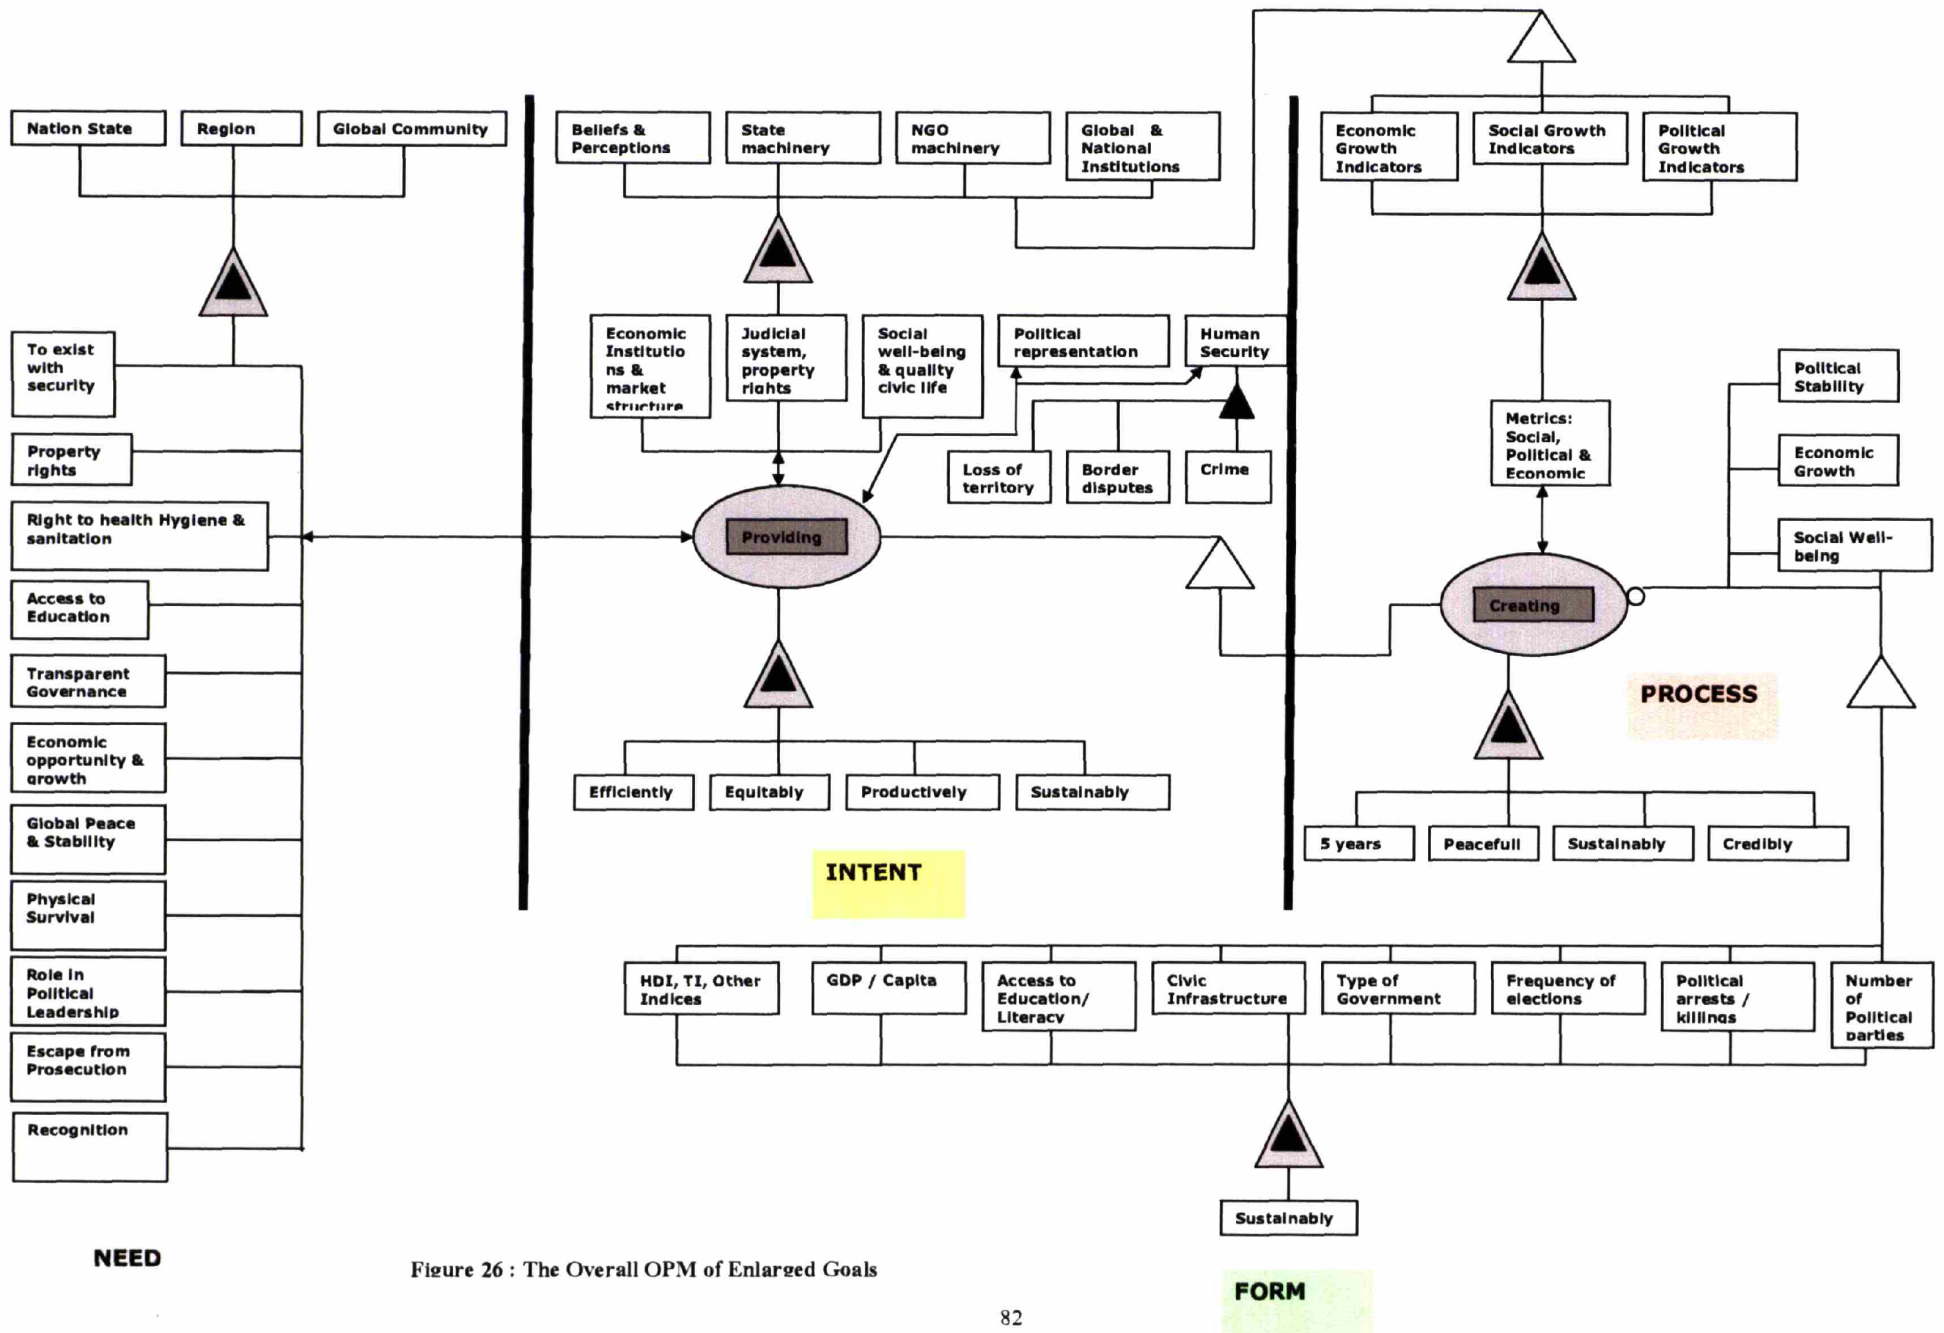 Nation State
Region
Global Community
Beliefs &
Perceptions
State
machinery
NGO
machinery
Global &
National
Institutions
Economic
Growth
Indicators
Social Growth
Indicators
Political
Growth
Indicators
To exist
with
security
Property
rights
Right to health Hygiene &
sanitation
Access to
Education
Transparent
Governance
Economic
opportunity &
growth
Global Peace
& Stability
Physical
Survival
Role in
Political
Leadership
Escape from
Prosecution
Recognition
NEED
Economic
Institutio
ns &
market
structure
Judicial
system,
property
rights
Social
well-being
& quality
civic life
Political
representation
Human
Security
Loss of
territory
Border
disputes
Crime
Providing
Efficiently
Equitably
Productively
Sustainably
INTENT
Metrics:
Social,
Political &
Economic
Political
Stability
Economic
Growth
Social Well-
being
Creating
PROCESS
5 years
Peacefull
Sustainably
Credibly
HDI, TI, Other
Indices
GDP / Capita
Access to
Education/
Literacy
Civic
Infrastructure
Type of
Government
Frequency of
elections
Political
arrests /
killings
Number
of
Political
parties
Sustainably
FORM
Figure 26 : The Overall OPM of Enlarged Goals
82